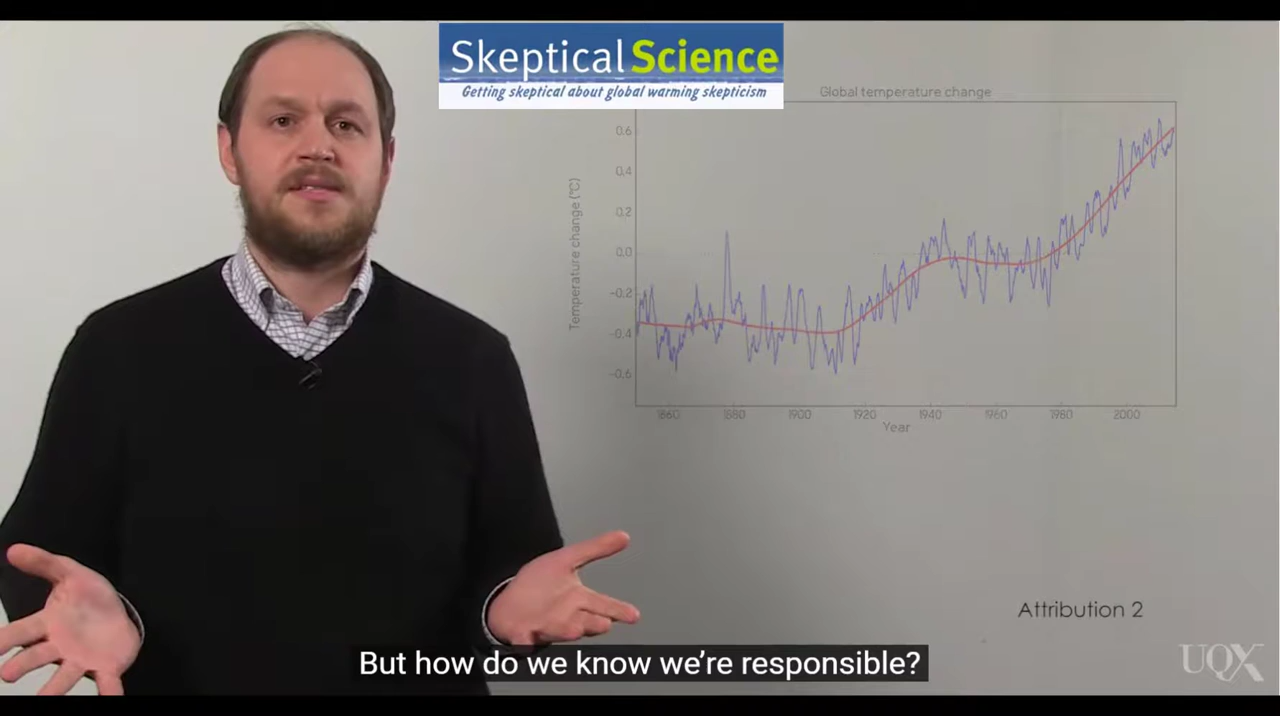 Skeptical Science
Getting skeptical about global warming skepticism
Global temperature change
Temperature change (°C)
0.6
0.4
0.2
0.0
-0.2
-0.4
-0.6
1860 1880 1900 1920 1940 1960 1980 2000
Year
Attribution 2
But how do we know we're responsible?
UQX